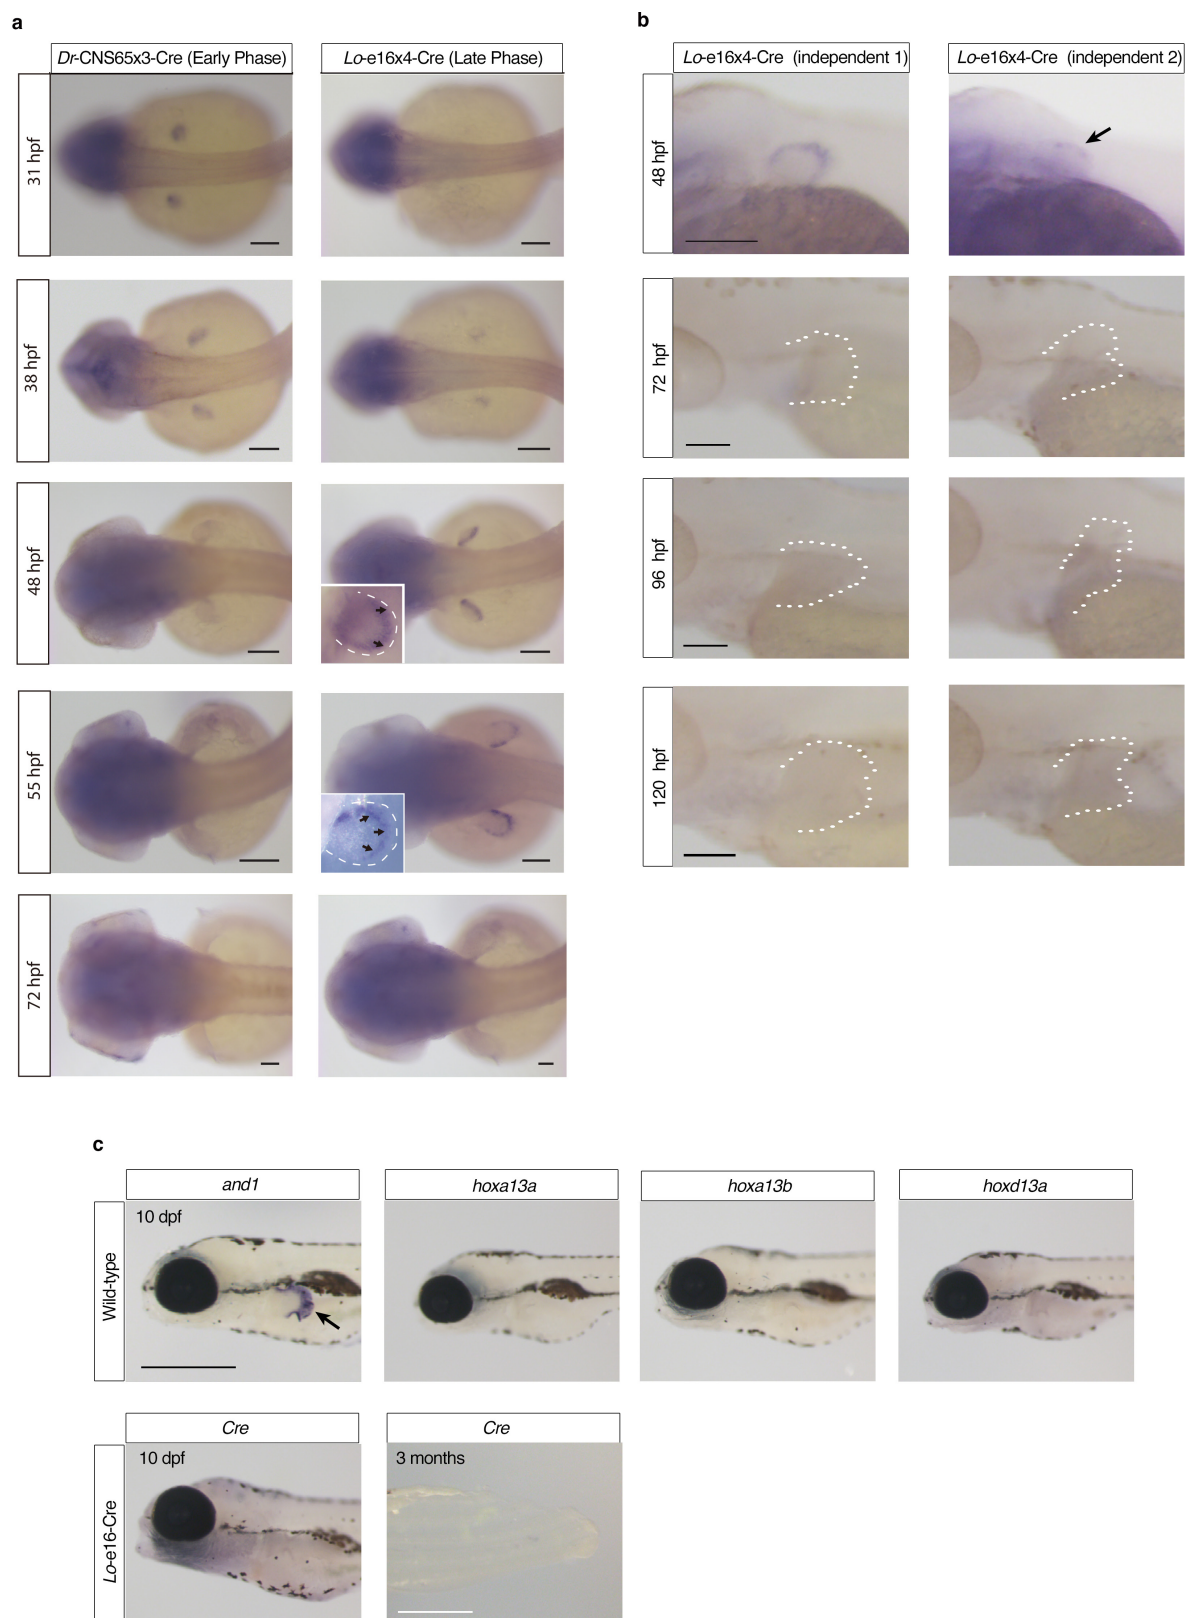 a
Dr-CNS65x3-Cre (Early Phase)
Lo-e16x4-Cre (Late Phase)
31 hpf
38 hpf
48 hpf
55 hpf
72 hpf
b
Lo-e16x4-Cre (independent 1)
Lo-e16x4-Cre (independent 2)
48 hpf
72 hpf
96 hpf
120 hpf
c
and1
hoxa13a
hoxa13b
hoxd13a
Wild-type
10 dpf
Cre
Cre
Lo-e16-Cre
10 dpf
3 months